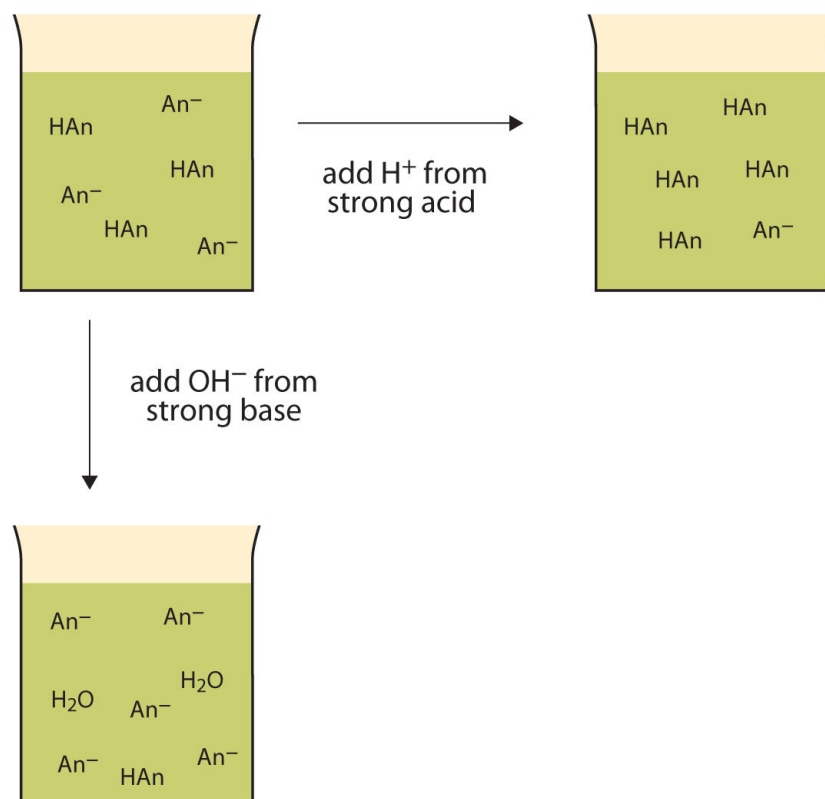 An⁻
HAn
HAn
An⁻
HAn
An⁻
add H⁺ from
strong acid
HAn
HAn
HAn
HAn
HAn
An⁻
add OH⁻ from
strong base
An⁻
An⁻
H₂O
H₂O
An⁻
An⁻
An⁻
HAn